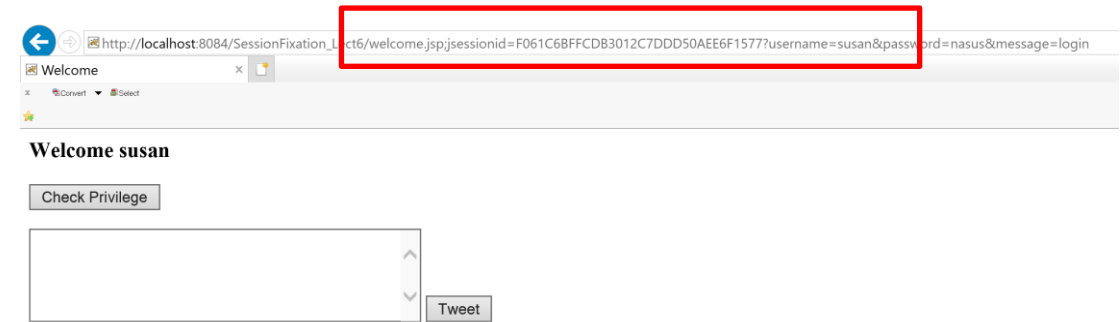 http://localhost:8084/SessionFixation_Lect6/welcome.jsp;jsessionid=F061C6BFFCDB3012C7DDD50AEE6F1577?username=susan&password=nasus&message=login
Welcome ×
x Convert Select
Welcome susan
Check Privilege
Tweet